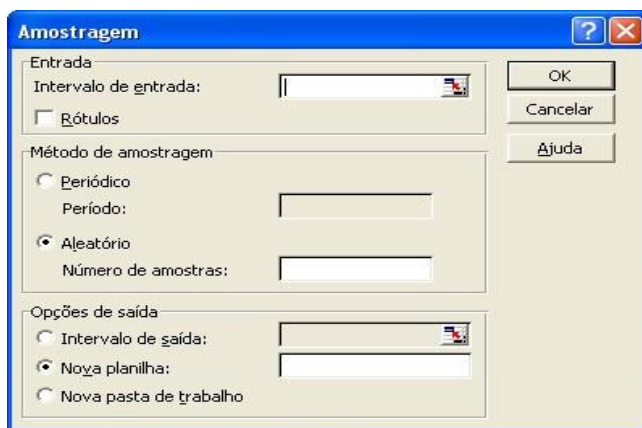 Amostragem
Entrada
Intervalo de entrada:
Rótulos
OK
Cancelar
Ajuda
Método de amostragem
Periódico
Período:
Aleatório
Número de amostras:
Opções de saída
Intervalo de saída:
Nova planilha:
Nova pasta de trabalho